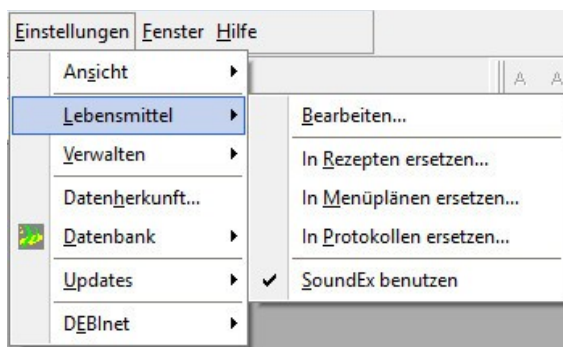 Einstellungen Fenster Hilfe
Ansicht
A A
Lebensmittel
Bearbeiten...
Verwalten
In Rezepten ersetzen...
Datenherkunft...
In Menüplänen ersetzen...
Datenbank
In Protokollen ersetzen...
Updates
SoundEx benutzen
DEBInet